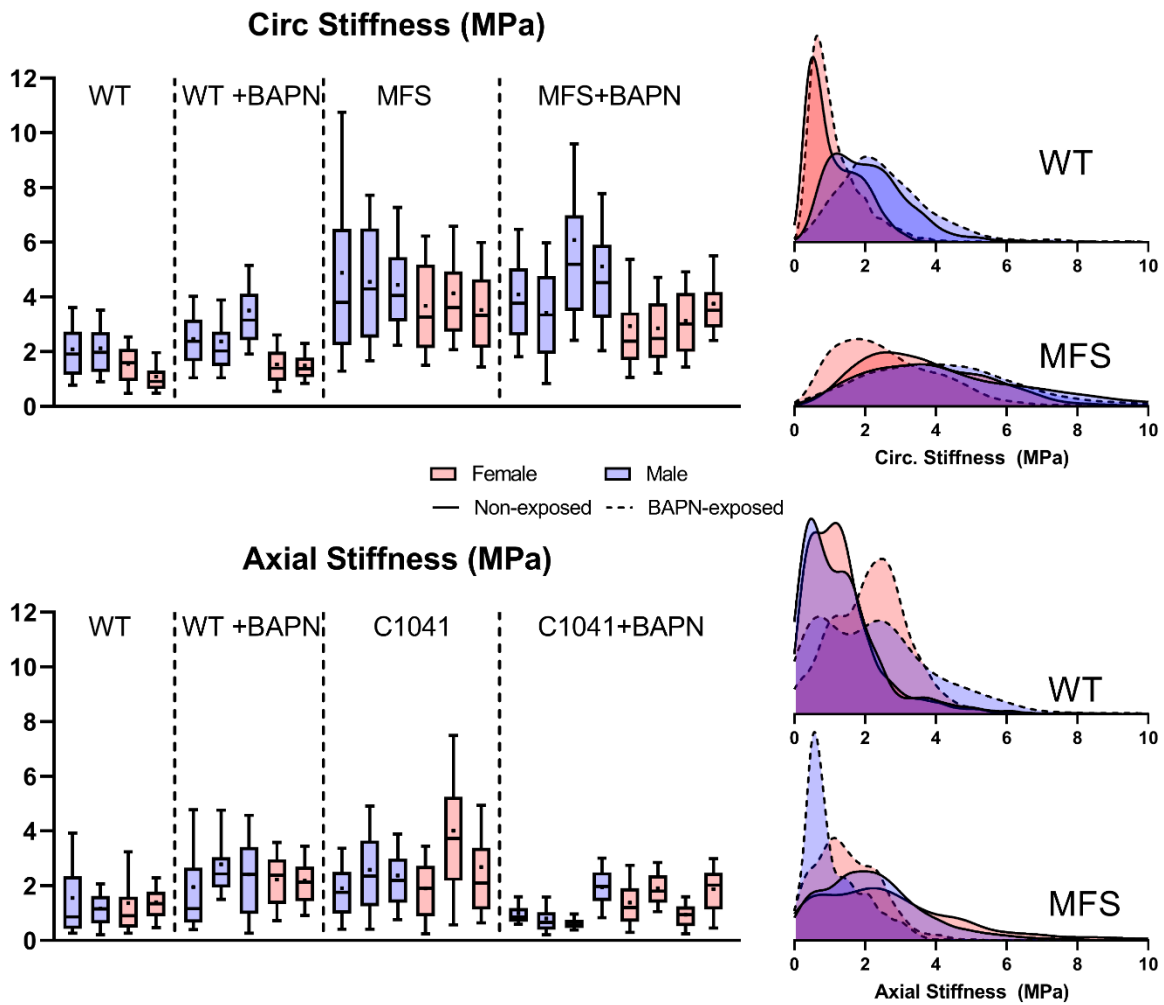 Circ Stiffness (MPa)
12
10
8
6
4
2
0
WT
WT +BAPN
MFS
MFS+BAPN
WT
0 2 4 6 8 10
MFS
0 2 4 6 8 10
Circ. Stiffness (MPa)
Female
Male
Non-exposed
BAPN-exposed
Axial Stiffness (MPa)
12
10
8
6
4
2
0
WT
WT +BAPN
C1041
C1041+BAPN
WT
0 2 4 6 8 10
MFS
0 2 4 6 8 10
Axial Stiffness (MPa)